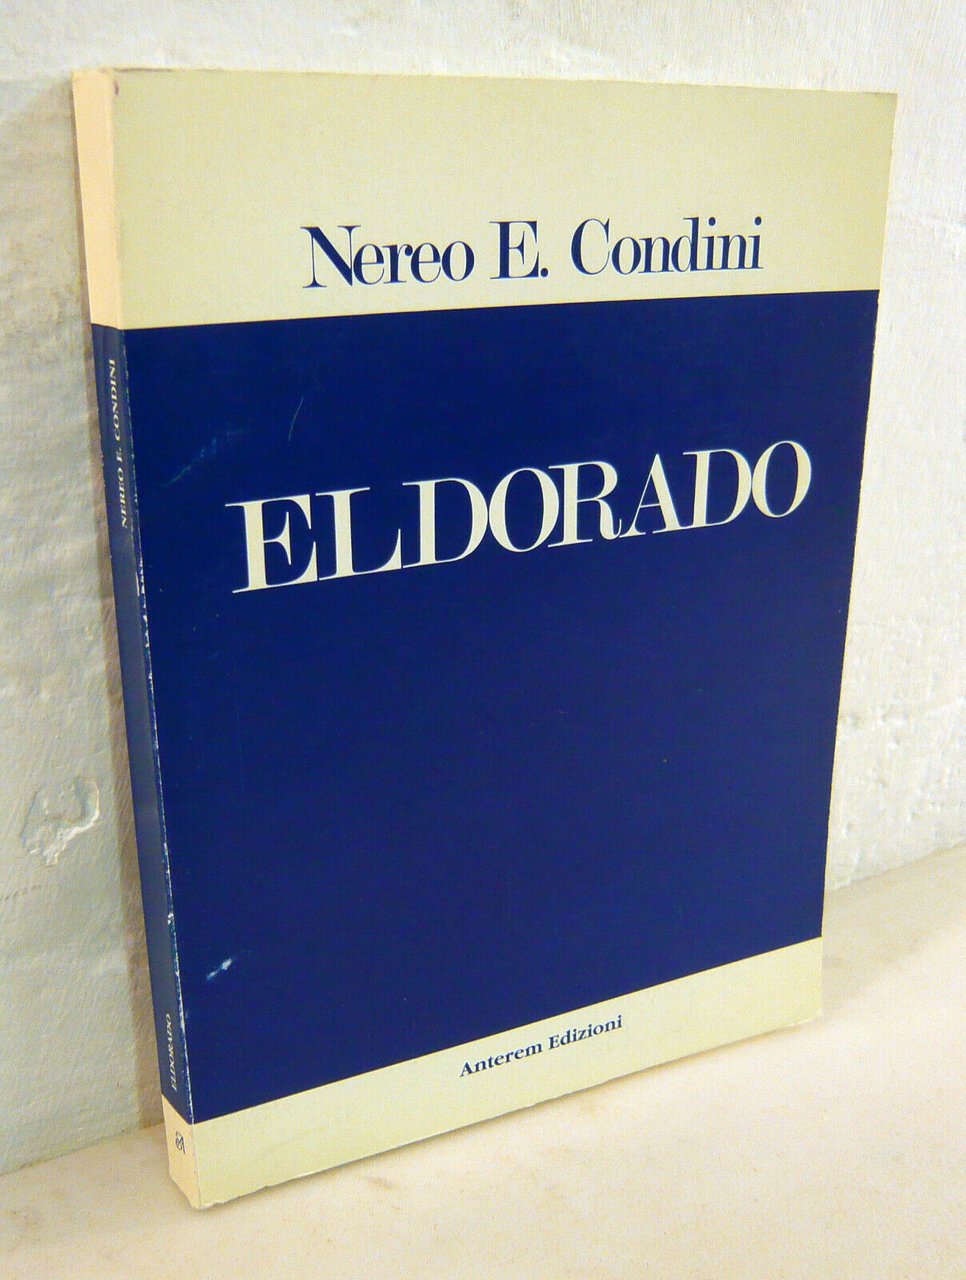 Nereo E. Condini
ELDORADO
Anterem Edizioni
NEREO E. CONDINI
ELDORADO